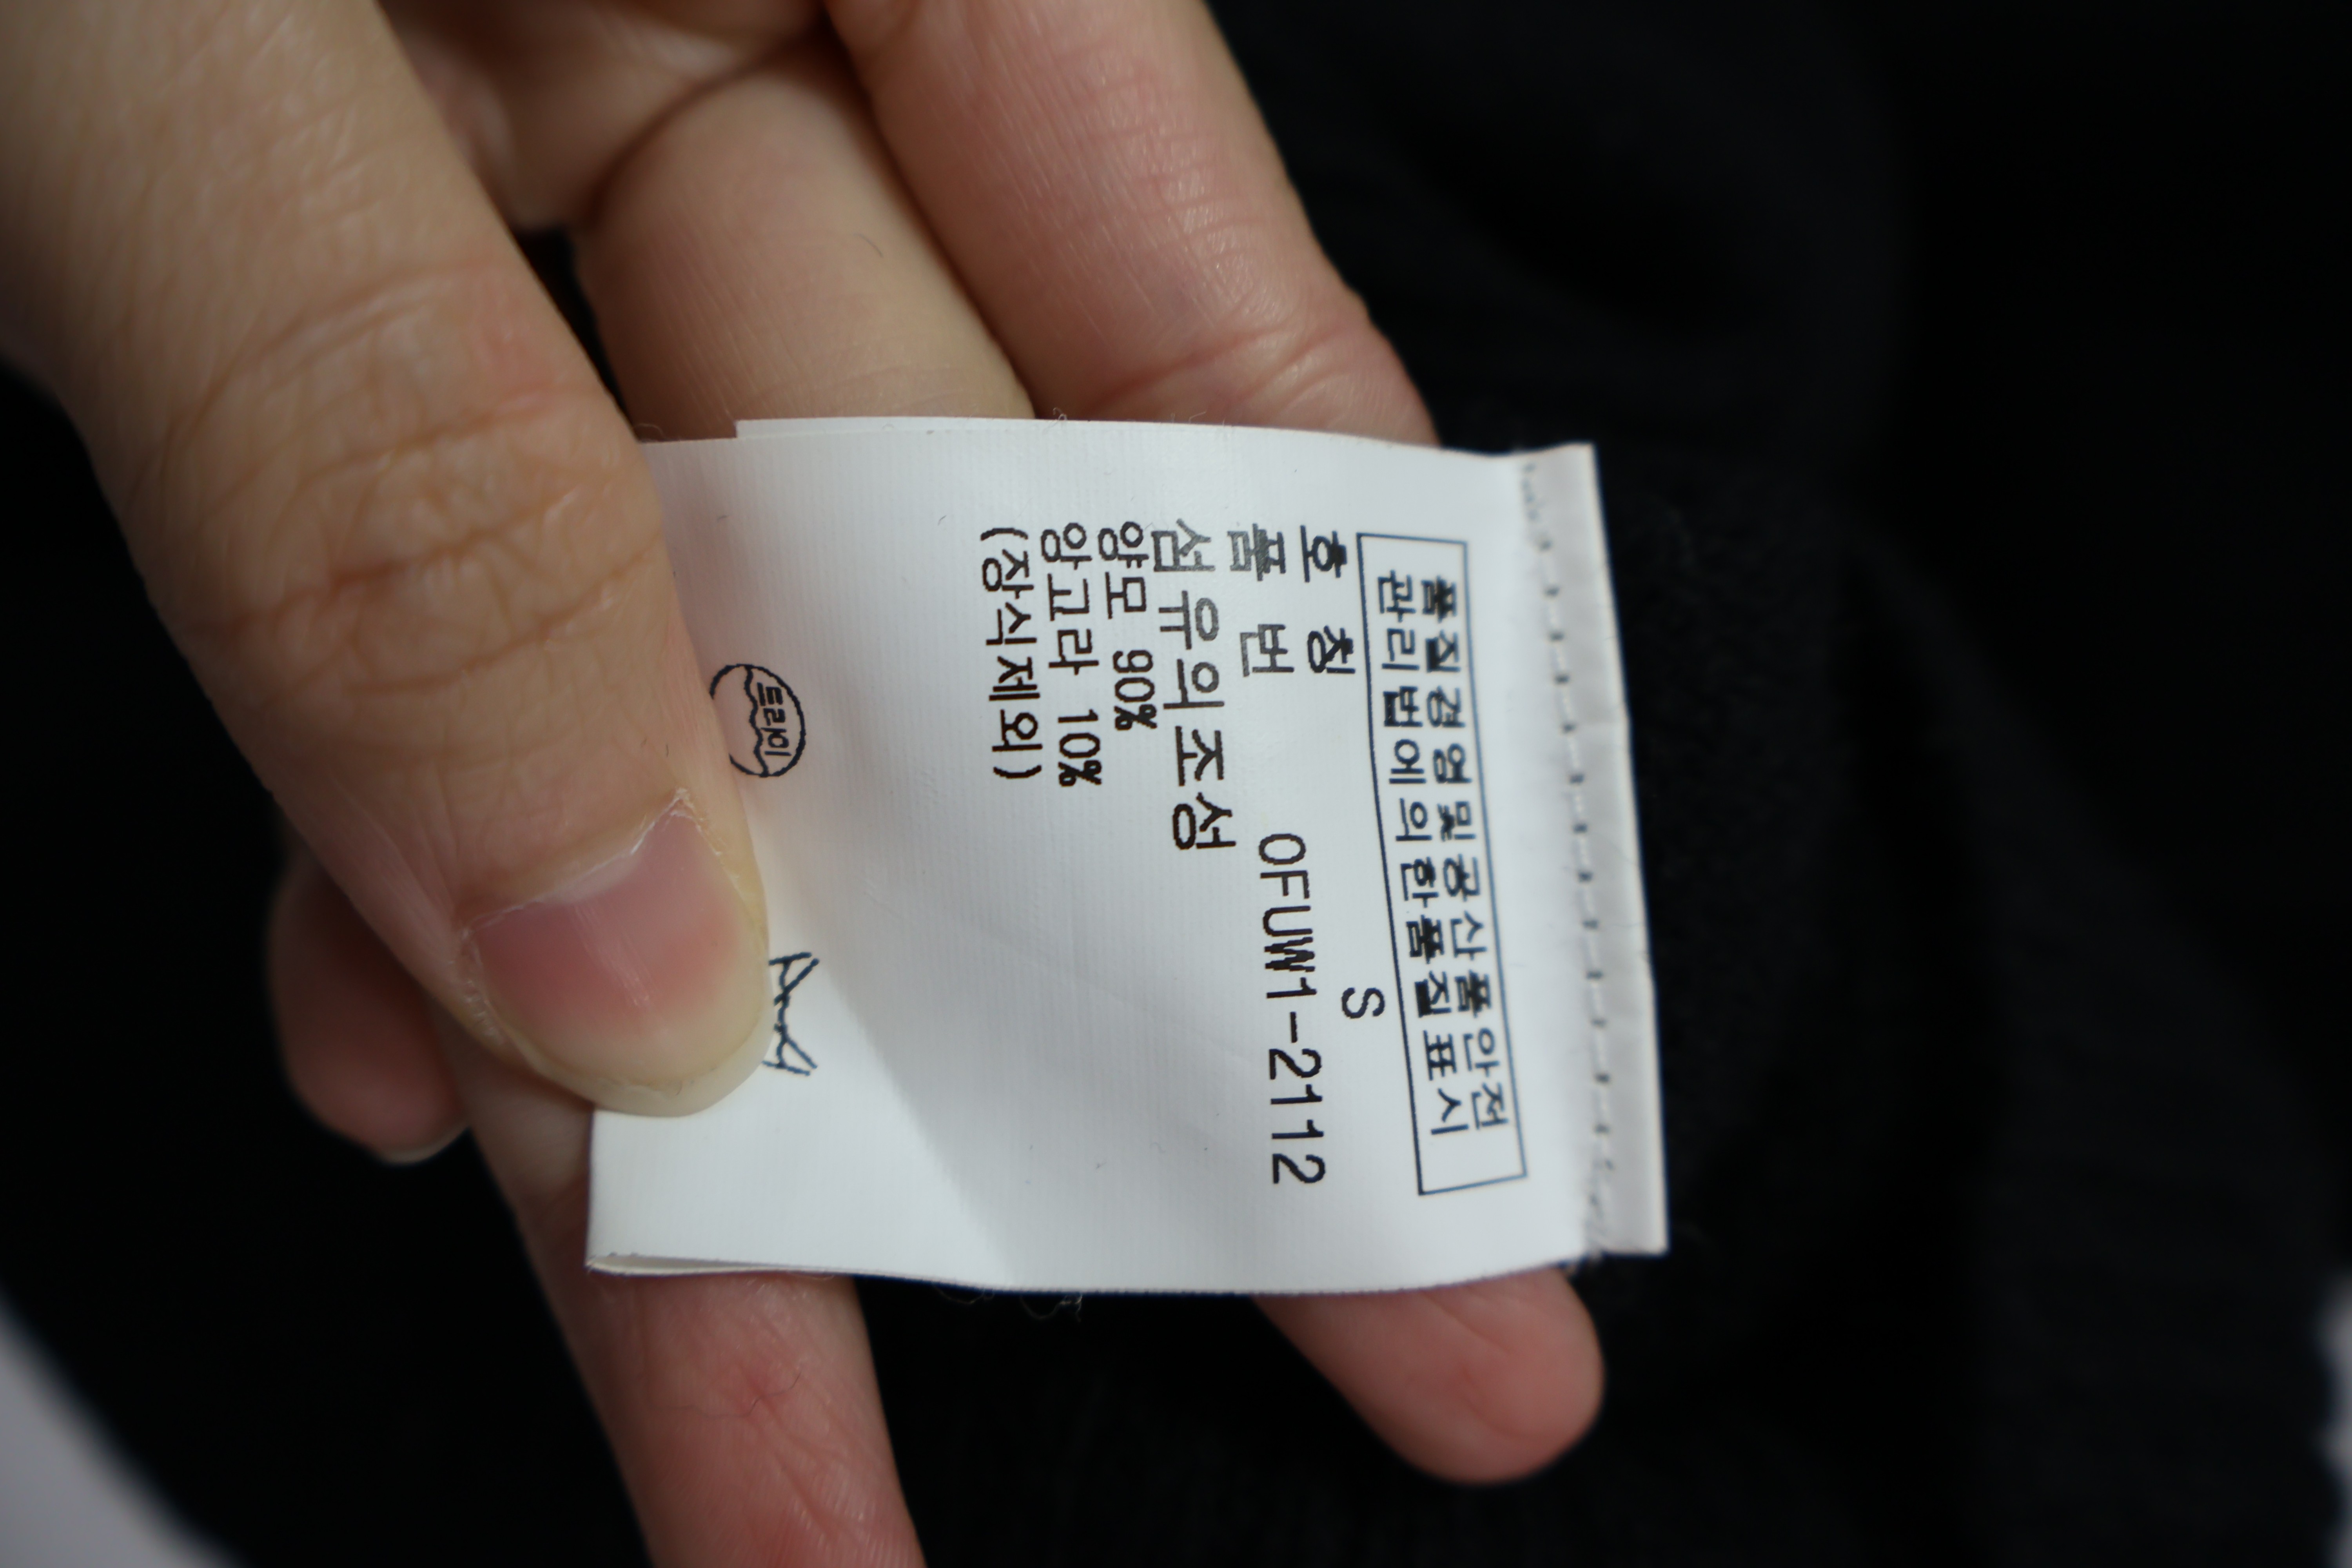 품질경영및공산품안전
관리법에의한품질표시
호 칭 S
품 번 OFUW1-2112
섬유의조성
양모 90%
앙고라 10%
(장식제외)
드라이